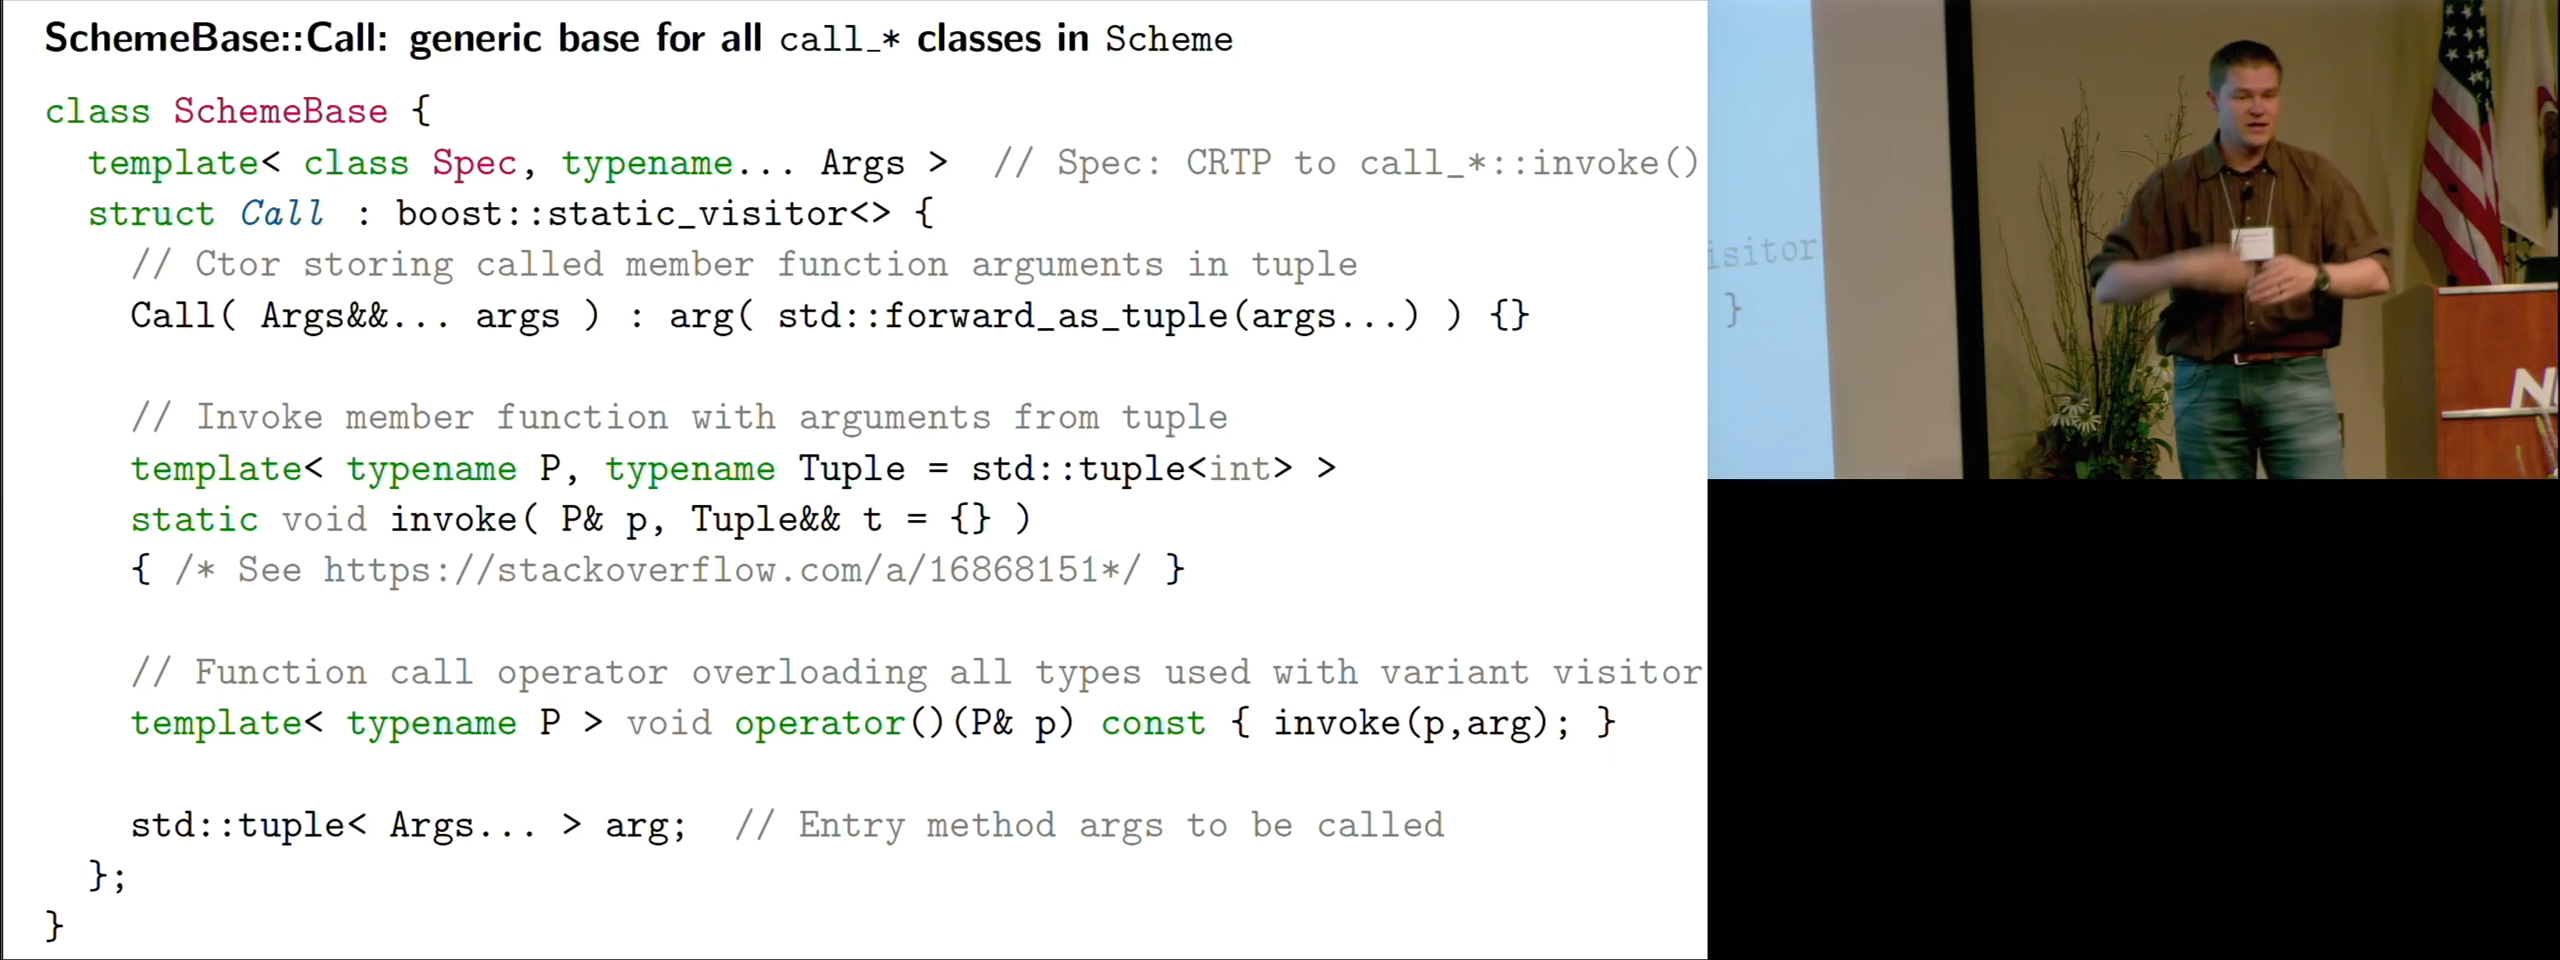 SchemeBase::Call: generic base for all call_* classes in Scheme
class SchemeBase {
template< class Spec, typename... Args > // Spec: CRTP to call_*::invoke()
struct Call : boost::static_visitor<> {
// Ctor storing called member function arguments in tuple
Call( Args&&... args ) : arg( std::forward_as_tuple(args...) ) {}
// Invoke member function with arguments from tuple
template< typename P, typename Tuple = std::tuple<int> >
static void invoke( P& p, Tuple&& t = {} )
{ /* See https://stackoverflow.com/a/16868151*/ }
// Function call operator overloading all types used with variant visitor
template< typename P > void operator()(P& p) const { invoke(p,arg); }
std::tuple< Args... > arg; // Entry method args to be called
};
}
isitor
}